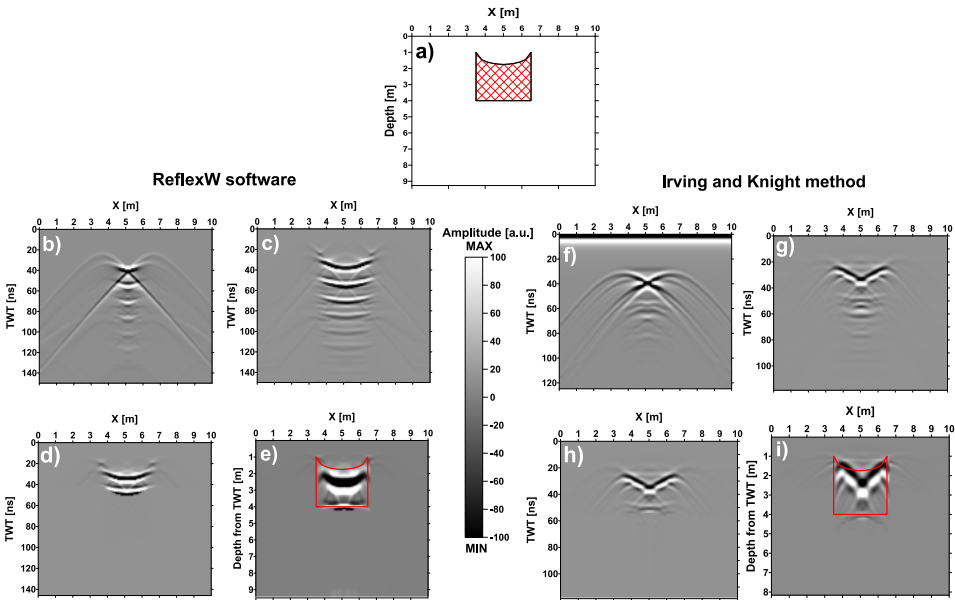 X [m]
0 1 2 3 4 5 6 7 8 9 10
a)
Depth [m]
0
1
2
3
4
5
6
7
8
9
ReflexW software
Irving and Knight method
X [m]
0 1 2 3 4 5 6 7 8 9 10
b)
TWT [ns]
0
20
40
60
80
100
120
140
X [m]
0 1 2 3 4 5 6 7 8 9 10
c)
TWT [ns]
0
20
40
60
80
100
120
140
Amplitude [a.u.]
MAX
100
80
60
40
20
0
-20
-40
-60
-80
-100
MIN
X [m]
0 1 2 3 4 5 6 7 8 9 10
f)
TWT [ns]
0
20
40
60
80
100
120
X [m]
0 1 2 3 4 5 6 7 8 9 10
g)
TWT [ns]
0
20
40
60
80
100
X [m]
0 1 2 3 4 5 6 7 8 9 10
d)
TWT [ns]
0
20
40
60
80
100
120
140
X [m]
0 1 2 3 4 5 6 7 8 9 10
e)
Depth from TWT [m]
1
2
3
4
5
6
7
8
9
X [m]
0 1 2 3 4 5 6 7 8 9 10
h)
TWT [ns]
0
20
40
60
80
100
X [m]
0 1 2 3 4 5 6 7 8 9 10
i)
Depth from TWT [m]
1
2
3
4
5
6
7
8